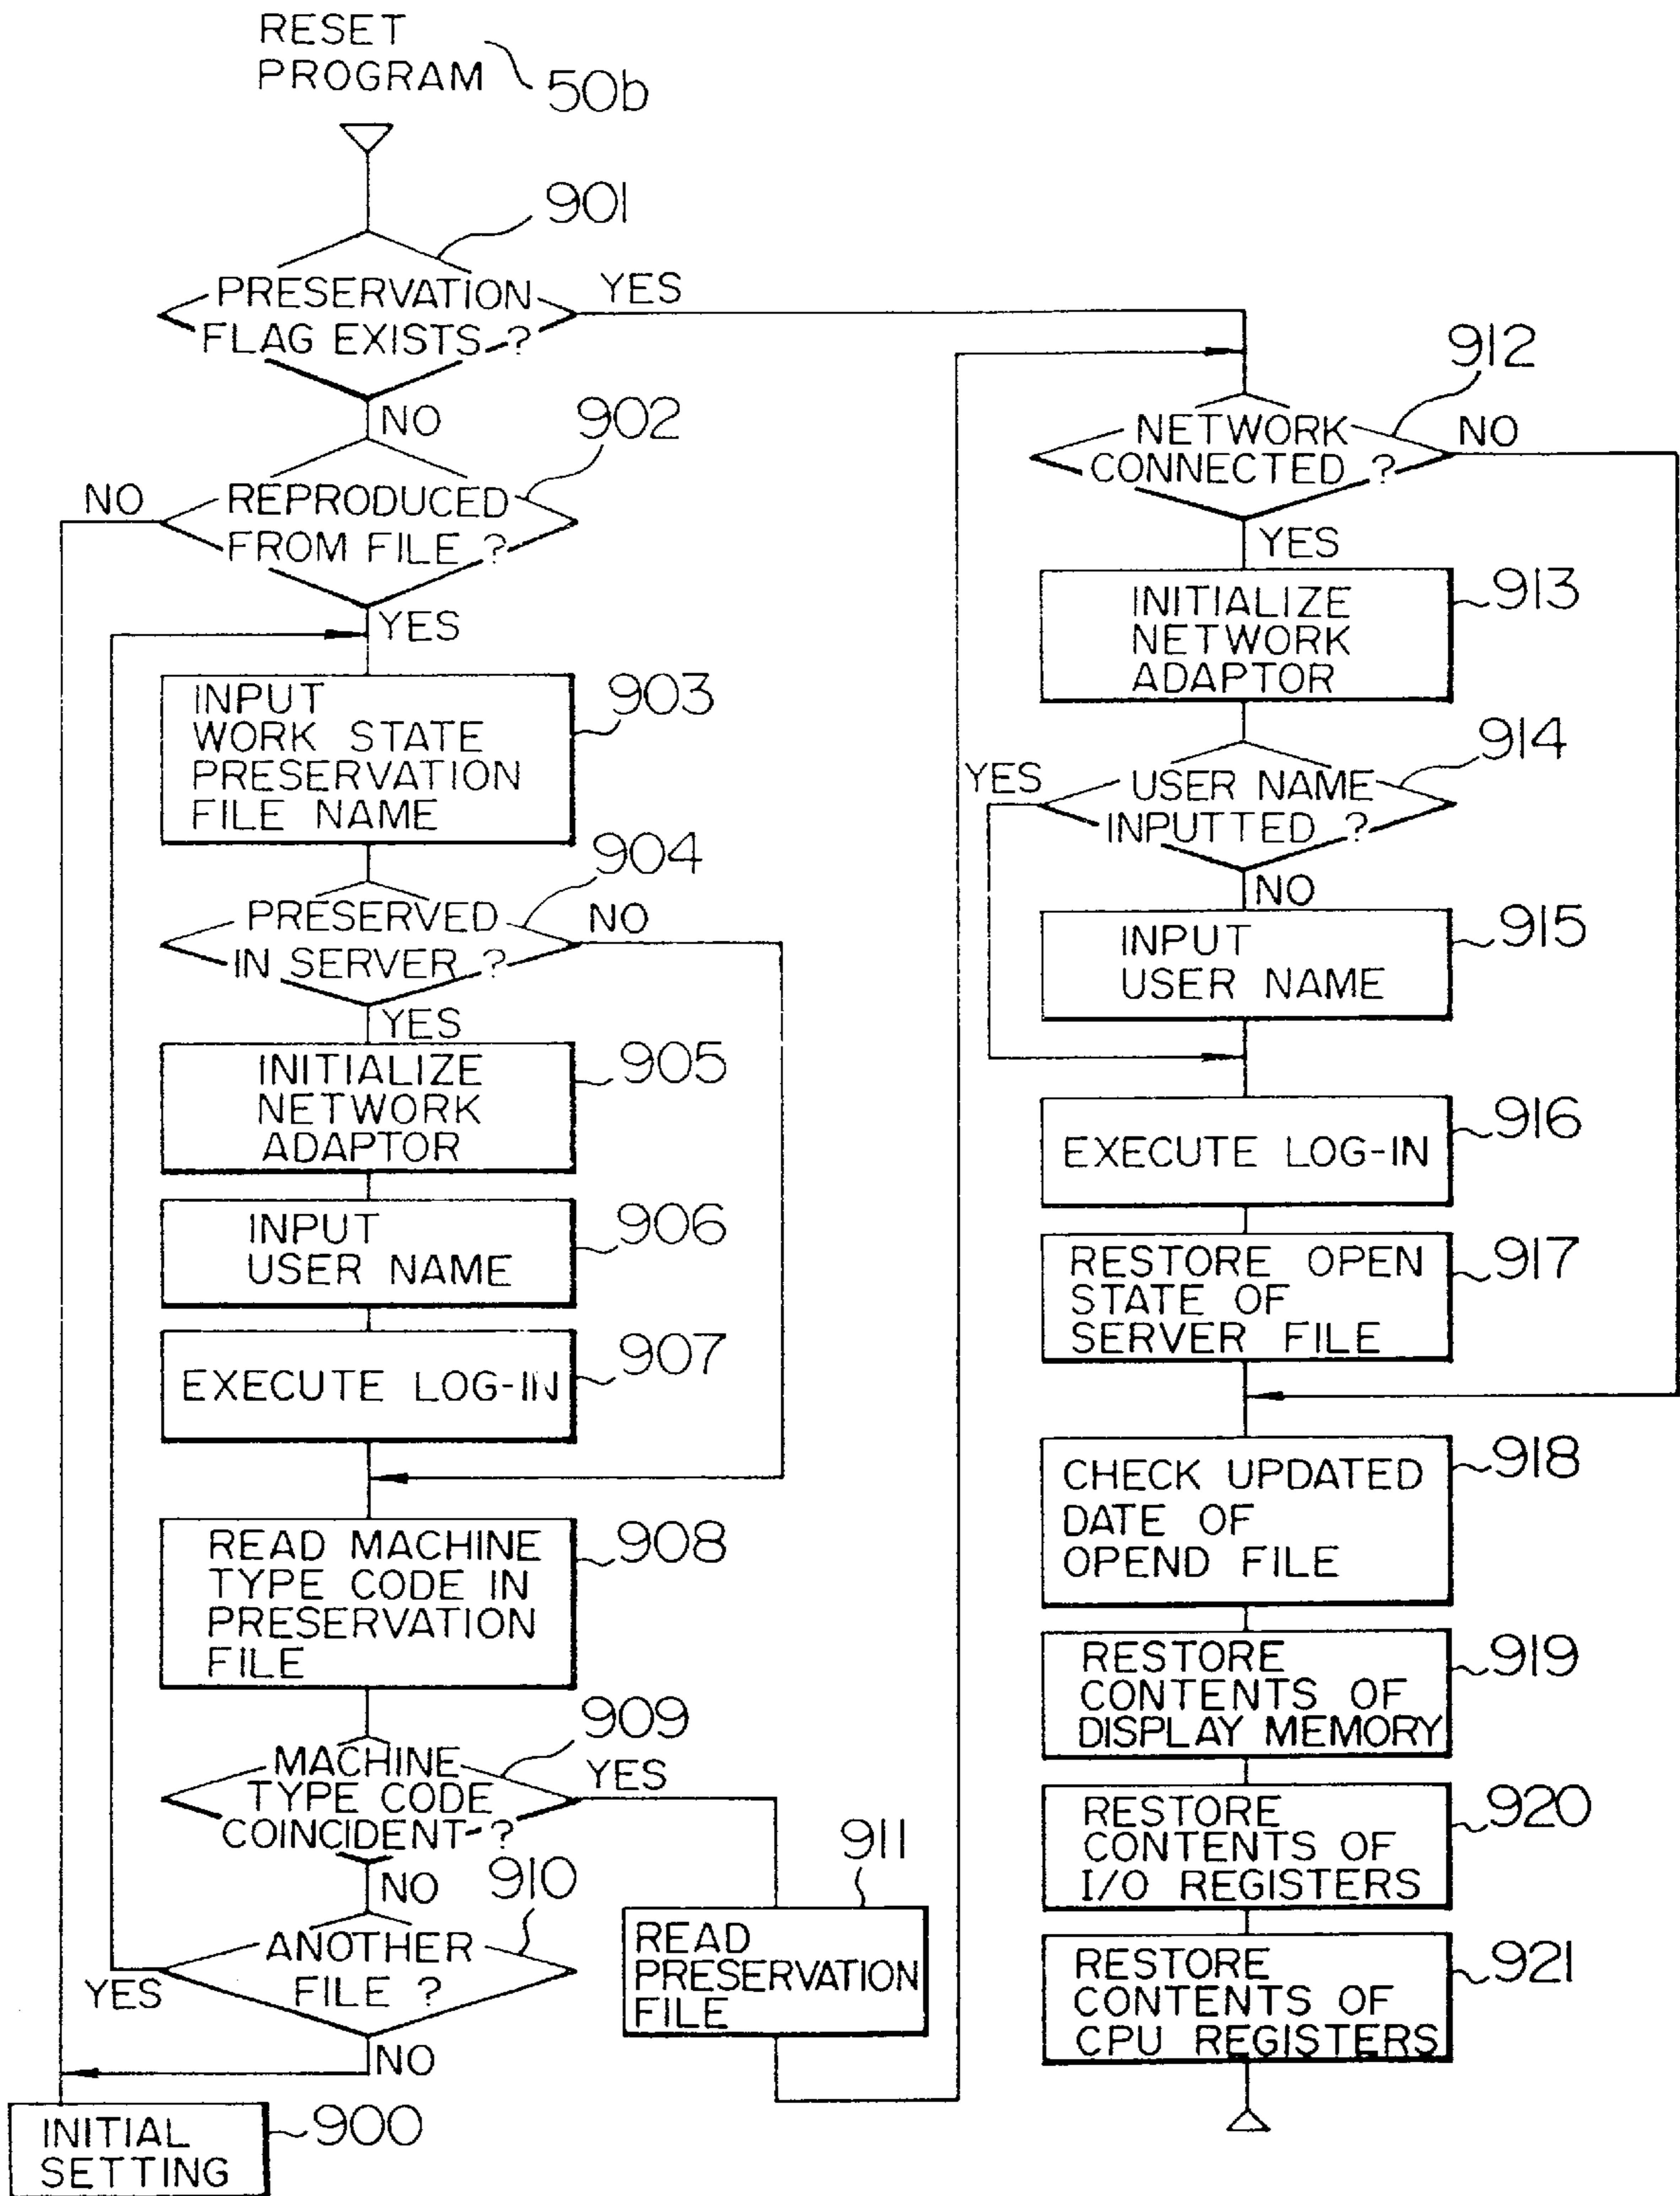 RESET
PROGRAM
50b
901
PRESERVATION
FLAG EXISTS ?
YES
NO
902
REPRODUCED
FROM FILE ?
NO
YES
INPUT
WORK STATE
PRESERVATION
FILE NAME
903
904
PRESERVED
IN SERVER ?
NO
YES
INITIALIZE
NETWORK
ADAPTOR
905
INPUT
USER NAME
906
EXECUTE LOG-IN
907
READ MACHINE
TYPE CODE IN
PRESERVATION
FILE
908
909
MACHINE
TYPE CODE
COINCIDENT ?
YES
NO
910
ANOTHER
FILE ?
YES
NO
INITIAL
SETTING
900
911
READ
PRESERVATION
FILE
912
NETWORK
CONNECTED ?
NO
YES
INITIALIZE
NETWORK
ADAPTOR
913
914
USER NAME
INPUTTED ?
YES
NO
INPUT
USER NAME
915
EXECUTE LOG-IN
916
RESTORE OPEN
STATE OF
SERVER FILE
917
CHECK UPDATED
DATE OF
OPEND FILE
918
RESTORE
CONTENTS OF
DISPLAY MEMORY
919
RESTORE
CONTENTS OF
I/O REGISTERS
920
RESTORE
CONTENTS OF
CPU REGISTERS
921